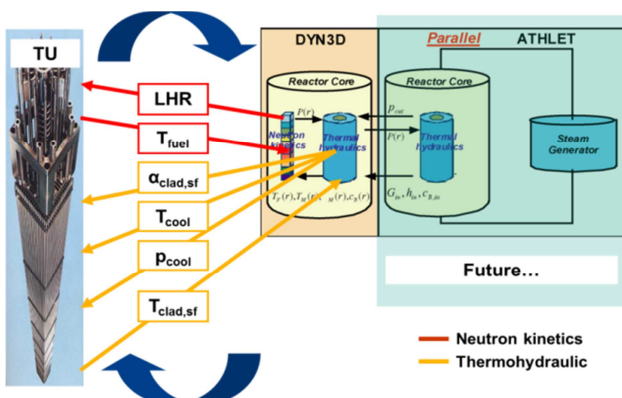 TU
DYN3D
Parallel
ATHLET
Reactor Core
Reactor Core
LHR
T_fuel
α_clad,sf
T_cool
p_cool
T_clad,sf
P(r)
p_out
P(r)
Neutron
kinetics
Thermal
hydraulics
Thermal
hydraulics
Steam
Generator
T_F(r),T_M(r), _M(r),c_B(r)
G_in, h_in, c_B,in
Future...
Neutron kinetics
Thermohydraulic